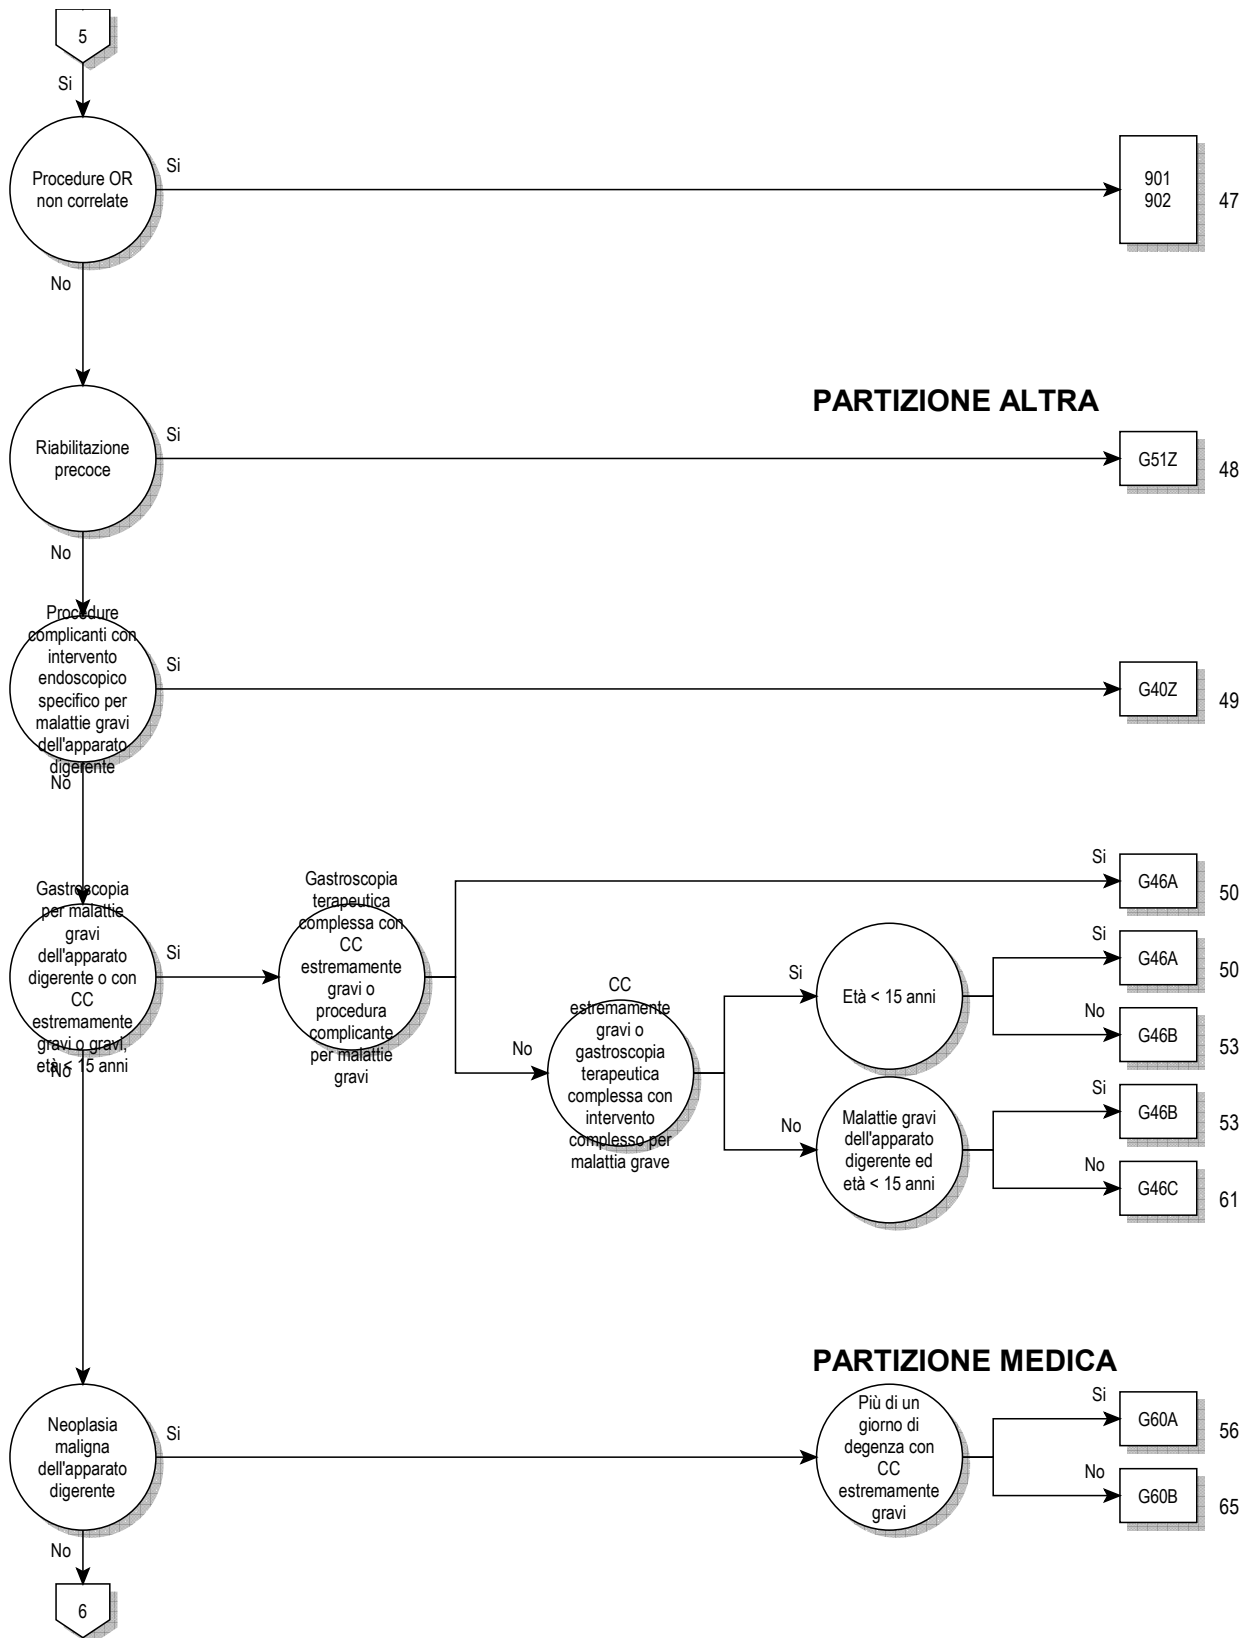 5
Si
Procedure OR
non correlate
Si
901
902
47
No
PARTIZIONE ALTRA
Riabilitazione
precoce
Si
G51Z
48
No
Procedure
complicanti con
intervento
endoscopico
specifico per
malattie gravi
dell'apparato
digerente
Si
G40Z
49
No
Gastroscopia
per malattie
gravi
dell'apparato
digerente o con
CC
estremamente
gravi o gravi,
età < 15 anni
Si
No
Gastroscopia
terapeutica
complessa con
CC
estremamente
gravi o
procedura
complicante
per malattie
gravi
Si
G46A
50
No
CC
estremamente
gravi o
gastroscopia
terapeutica
complessa con
intervento
complesso per
malattia grave
Si
Età < 15 anni
Si
G46A
50
No
G46B
53
No
Malattie gravi
dell'apparato
digerente ed
età < 15 anni
Si
G46B
53
No
G46C
61
PARTIZIONE MEDICA
Neoplasia
maligna
dell'apparato
digerente
Si
Più di un
giorno di
degenza con
CC
estremamente
gravi
Si
G60A
56
No
G60B
65
No
6